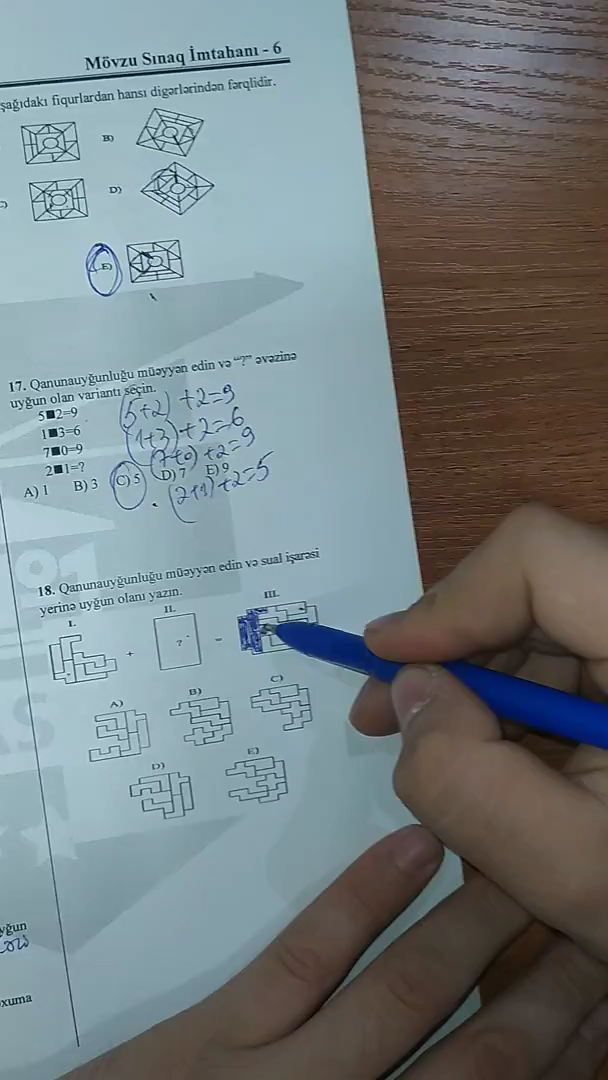 Mövzu Sınaq İmtahanı - 6
şağıdakı fiqurlardan hansı digərlərindən fərqlidir.
B)
D)
E)
17. Qanunauyğunluğu müəyyən edin və “?” əvəzinə
uyğun olan variantı seçin.
5■2=9 (5+2)+2=9
1■3=6 (1+3)+2=6
7■0=9 (7+0)+2=9
2■1=?
A) 1 B) 3 C) 5 D) 7 E) 9
(2+1)+2=5
18. Qanunauyğunluğu müəyyən edin və sual işarəsi
yerinə uyğun olanı yazın.
I. II. III.
+ ? =
A) B) C)
D) E)
yğun
oxuma